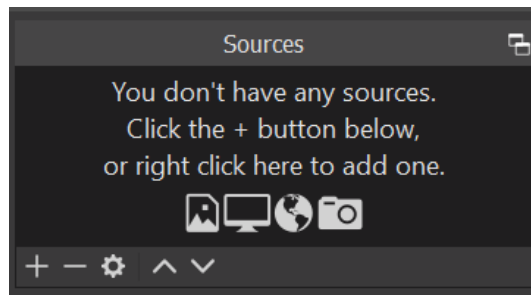 Sources
You don't have any sources.
Click the + button below,
or right click here to add one.